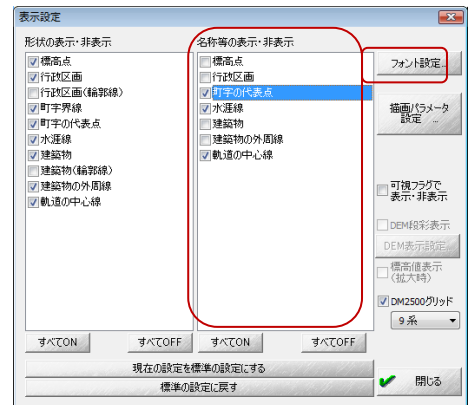 表示設定
形状の表示・非表示
標高点
行政区画
行政区画(輪郭線)
町字界線
町字の代表点
水涯線
建築物
建築物(輪郭線)
建築物の外周線
軌道の中心線
すべてON
すべてOFF
名称等の表示・非表示
標高点
行政区画
町字の代表点
水涯線
建築物
建築物の外周線
軌道の中心線
すべてON
すべてOFF
現在の設定を標準の設定にする
標準の設定に戻す
フォント設定...
描画パラメータ
設定 ...
可視フラグで
表示・非表示
DEM段彩表示
DEM表示設定...
標高値表示
(拡大時)
DM2500グリッド
9系
閉じる